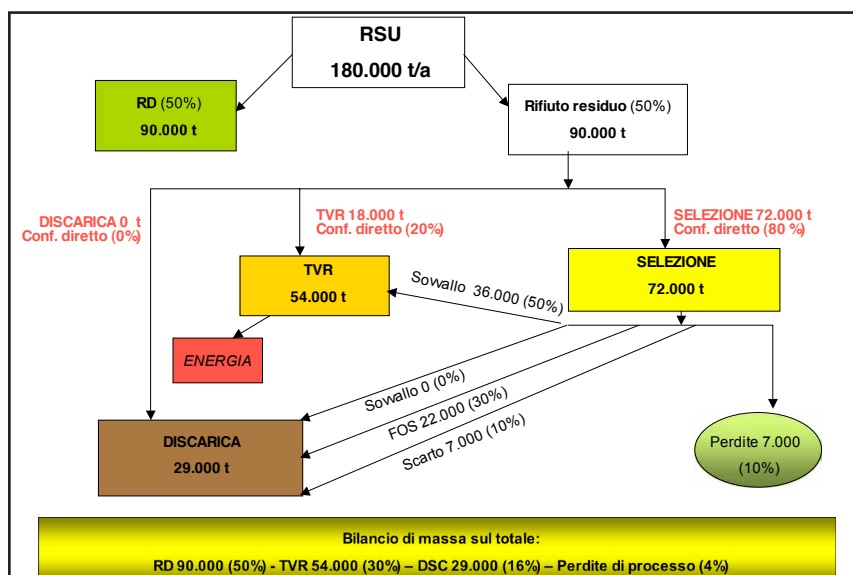 RSU
180.000 t/a
RD (50%)
90.000 t
Rifiuto residuo (50%)
90.000 t
DISCARICA 0 t
Conf. diretto (0%)
TVR 18.000 t
Conf. diretto (20%)
SELEZIONE 72.000 t
Conf. diretto (80 %)
TVR
54.000 t
Sowallo 36.000 (50%)
SELEZIONE
72.000 t
ENERGIA
Sowallo 0 (0%)
FOS 22.000 (30%)
Scarto 7.000 (10%)
DISCARICA
29.000 t
Perdite 7.000
(10%)
Bilancio di massa sul totale:
RD 90.000 (50%) - TVR 54.000 (30%) – DSC 29.000 (16%) – Perdite di processo (4%)